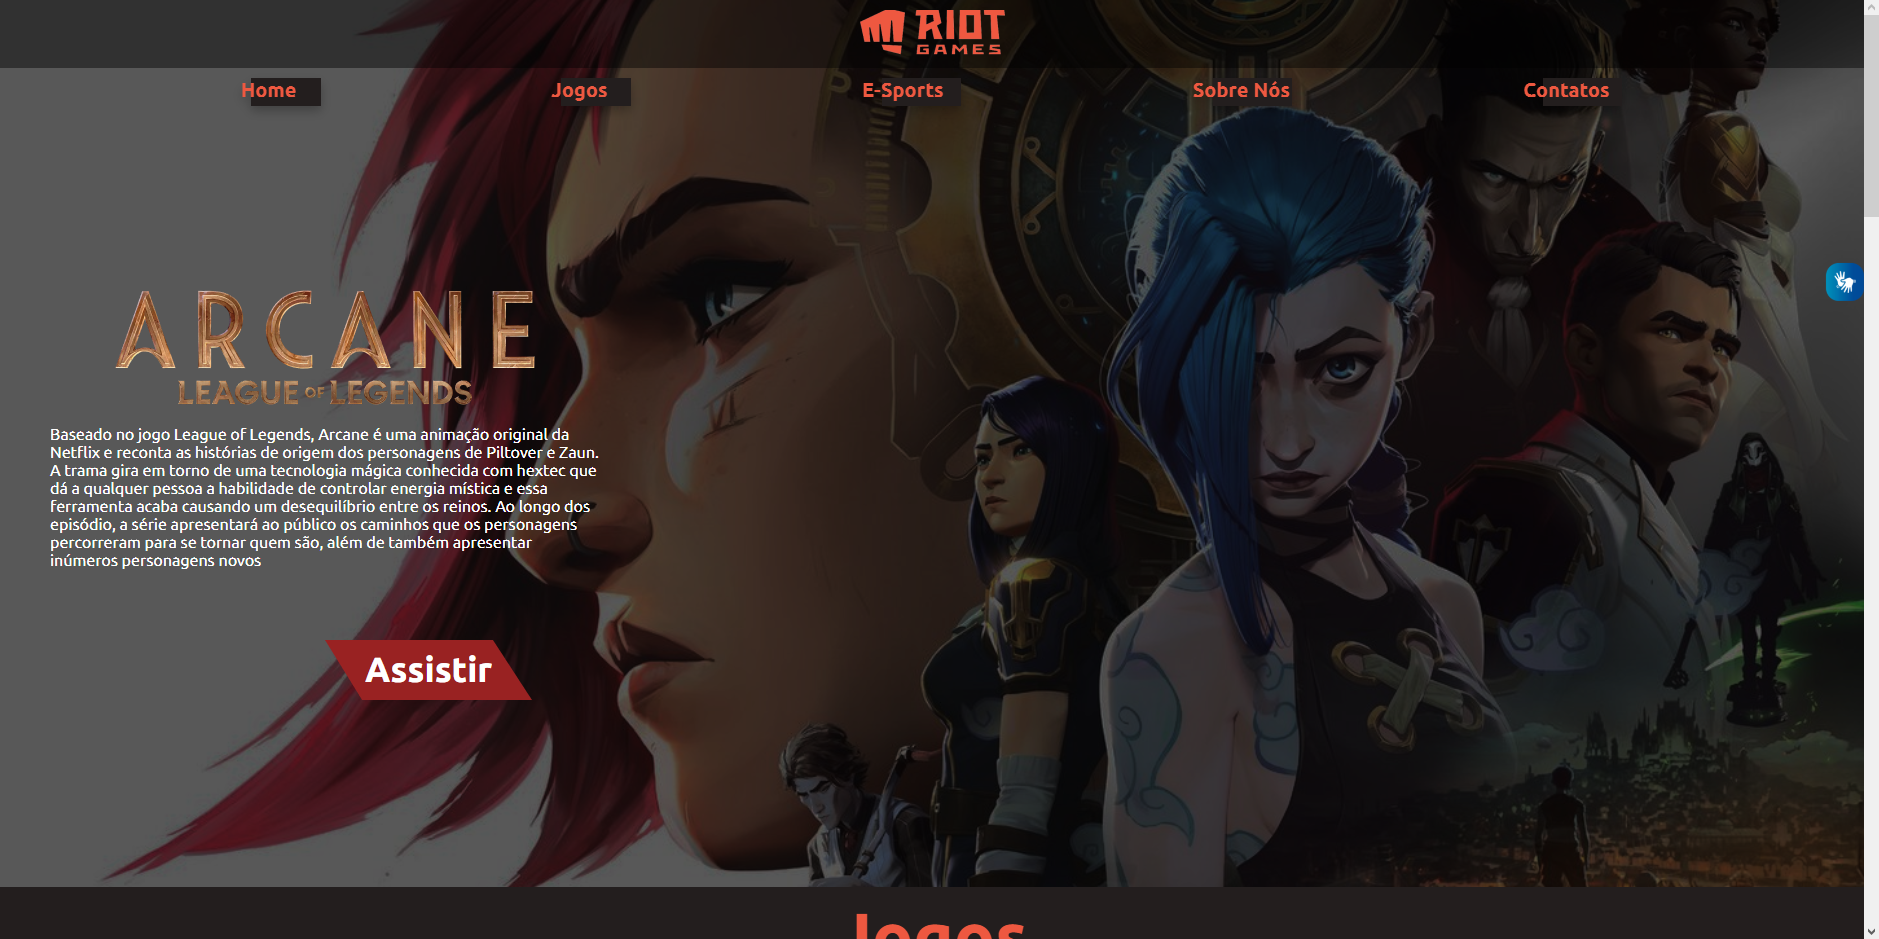 RIOT
GAMES
Home
Jogos
E-Sports
Sobre Nós
Contatos
ARCANE
LEAGUE OF LEGENDS
Baseado no jogo League of Legends, Arcane é uma animação original da
Netflix e reconta as histórias de origem dos personagens de Piltover e Zaun.
A trama gira em torno de uma tecnologia mágica conhecida com hextec que
dá a qualquer pessoa a habilidade de controlar energia mística e essa
ferramenta acaba causando um desequilíbrio entre os reinos. Ao longo dos
episódio, a série apresentará ao público os caminhos que os personagens
percorreram para se tornar quem são, além de também apresentar
inúmeros personagens novos
Assistir
Jogos